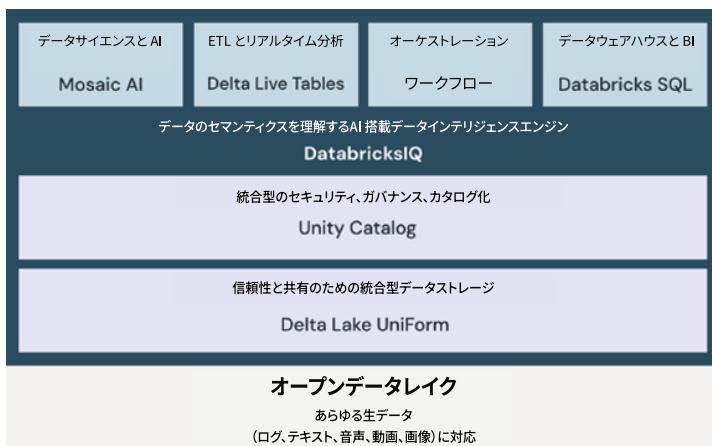 データサイエンスと AI
Mosaic AI
ETL とリアルタイム分析
Delta Live Tables
オーケストレーション
ワークフロー
データウェアハウスと BI
Databricks SQL
データのセマンティクスを理解するAI 搭載データインテリジェンスエンジン
DatabricksIQ
統合型のセキュリティ、ガバナンス、カタログ化
Unity Catalog
信頼性と共有のための統合型データストレージ
Delta Lake UniForm
オープンデータレイク
あらゆる生データ
（ログ、テキスト、音声、動画、画像）に対応